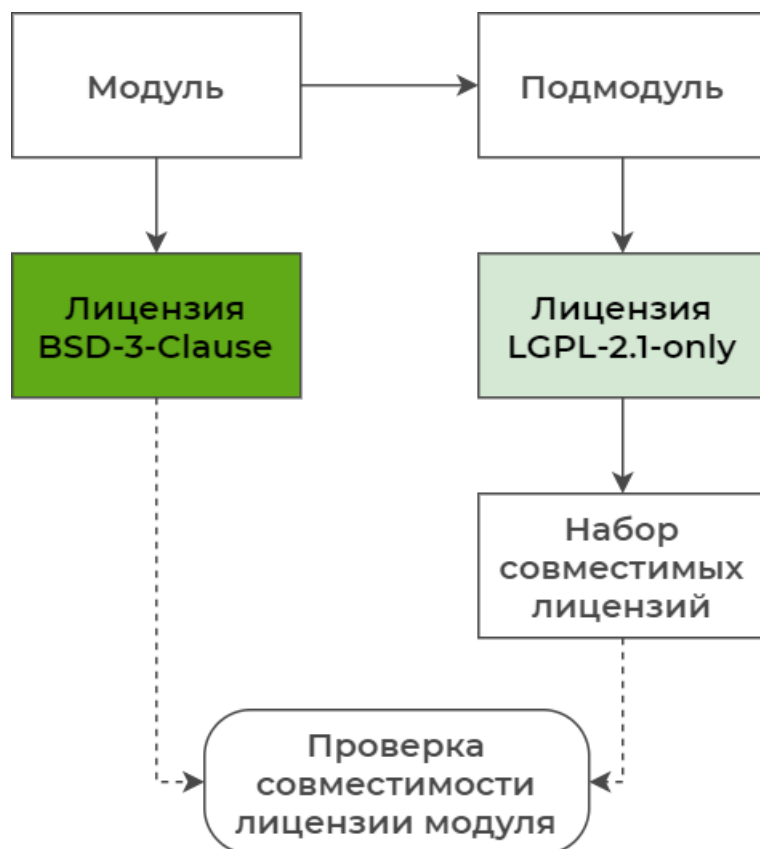 Модуль
Подмодуль
Лицензия
BSD-3-Clause
Лицензия
LGPL-2.1-only
Набор
совместимых
лицензий
Проверка
совместимости
лицензии модуля